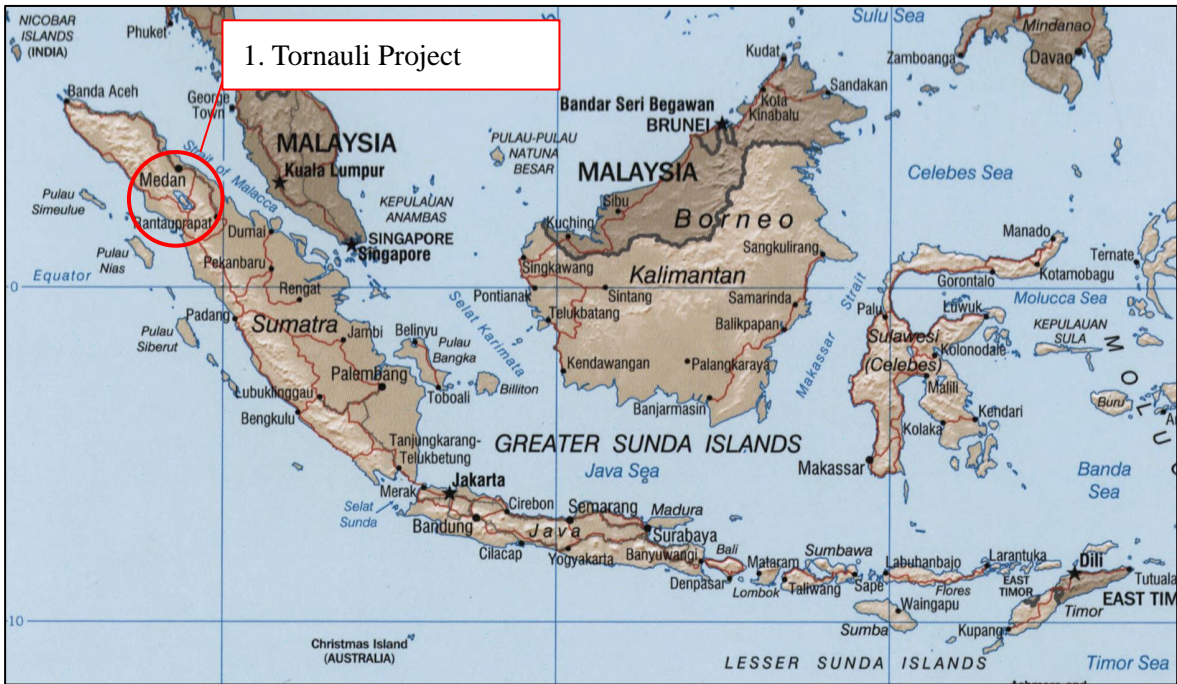 NICOBAR
ISLANDS
(INDIA)
Phuket
1. Tornauli Project
Sulu Sea
Mindanao
Zamboanga
Davao
Kudat
Sandakan
Kota
Kinabalu
Bandar Seri Begawan
BRUNEI
Banda Aceh
George
Town
MALAYSIA
Kuala Lumpur
Strait of Malacca
PULAU-PULAU
NATUNA
BESAR
MALAYSIA
Celebes Sea
Medan
Pulau
Simeulue
Rantauprapat
KEPULAUAN
ANAMBAS
Sibu
Borneo
Kuching
Dumai
SINGAPORE
Singapore
Sangkulirang
Manado
Ternate
Pulau
Nias
Pekanbaru
Singkawang
Kalimantan
Kotamobagu
Gorontalo
Equator
0
Rengat
Pontianak
Sintang
Samarinda
Strait
Molucca Sea
Padang
Sumatra
Selat Karimata
Telukbatang
Palu
Luwuk
Pulau
Siberut
Jambi
Belinyu
Pulau
Bangka
Balikpapan
Makassar
Sulawesi
(Celebes)
Kolonodale
KEPULAUAN
SULA
MOLU
Palembang
Kendawangan
Palangkaraya
Malili
Lubuklinggau
Toboali
Billiton
Buru
Bengkulu
Banjarmasin
Kendari
Kolaka
Tanjungkarang-
Telukbetung
GREATER SUNDA ISLANDS
Makassar
Java Sea
Banda
Sea
Merak
Jakarta
Selat
Sunda
Cirebon
Semarang
Madura
Bandung
Java
Surabaya
Cilacap
Yogyakarta
Banyuwangi
Bali
Mataram
Sumbawa
Labuhanbajo
Larantuka
Dili
Denpasar
Lombok
Taliwang
Sape
Flores
EAST
TIMOR
Tutuala
EAST TIM
Waingapu
Timor
Sumba
Kupang
10
Christmas Island
(AUSTRALIA)
LESSER SUNDA ISLANDS
Timor Sea